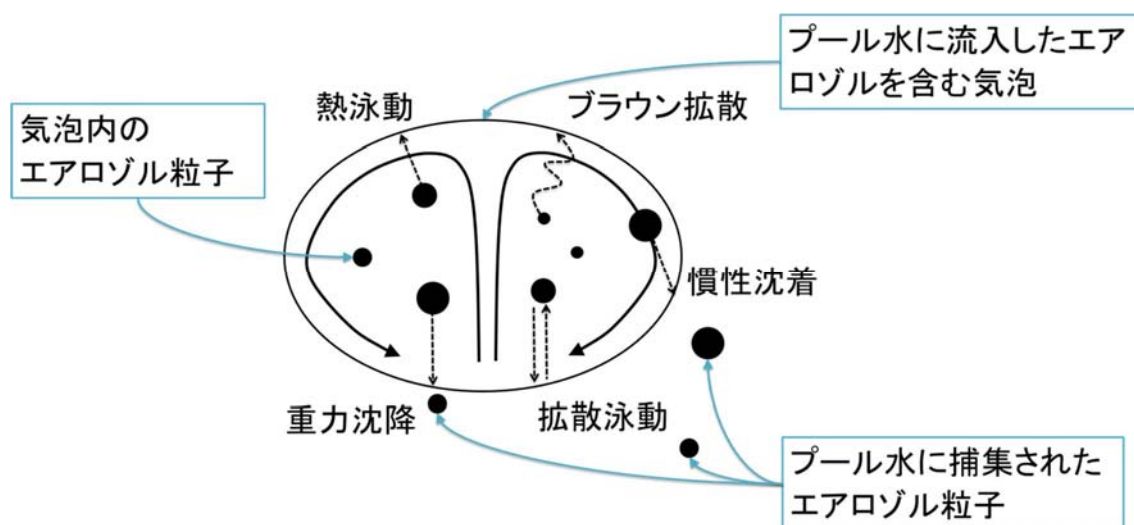 プール水に流入したエア
ロゾルを含む気泡
熱泳動
ブラウン拡散
気泡内の
エアロゾル粒子
慣性沈着
重力沈降
拡散泳動
プール水に捕集された
エアロゾル粒子